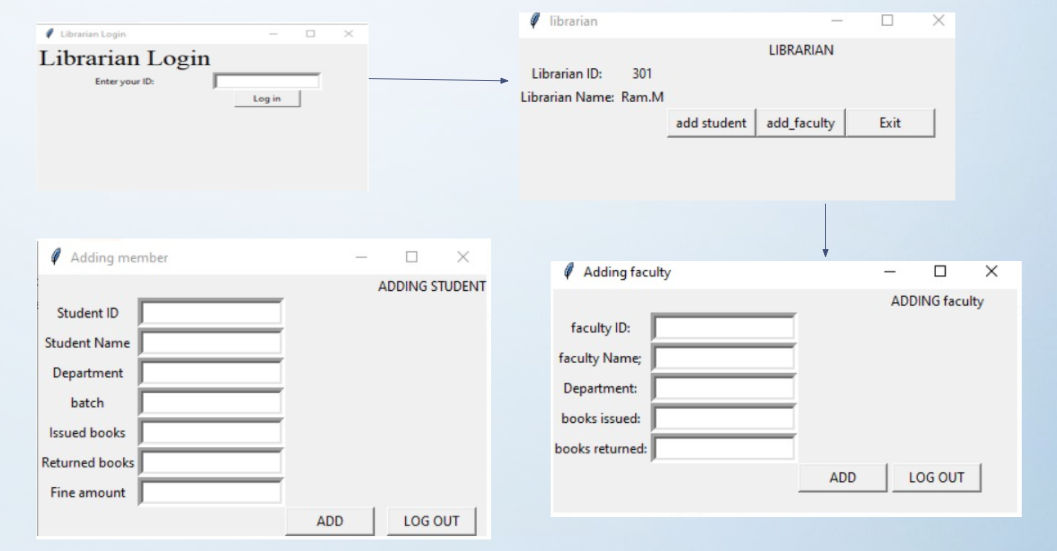 Librarian Login
Librarian Login
Enter your ID:
Log in
librarian
LIBRARIAN
Librarian ID: 301
Librarian Name: Ram.M
add student add_faculty Exit
Adding member
ADDING STUDENT
Student ID
Student Name
Department
batch
Issued books
Returned books
Fine amount
ADD LOG OUT
Adding faculty
ADDING faculty
faculty ID:
faculty Name;
Department:
books issued:
books returned:
ADD LOG OUT